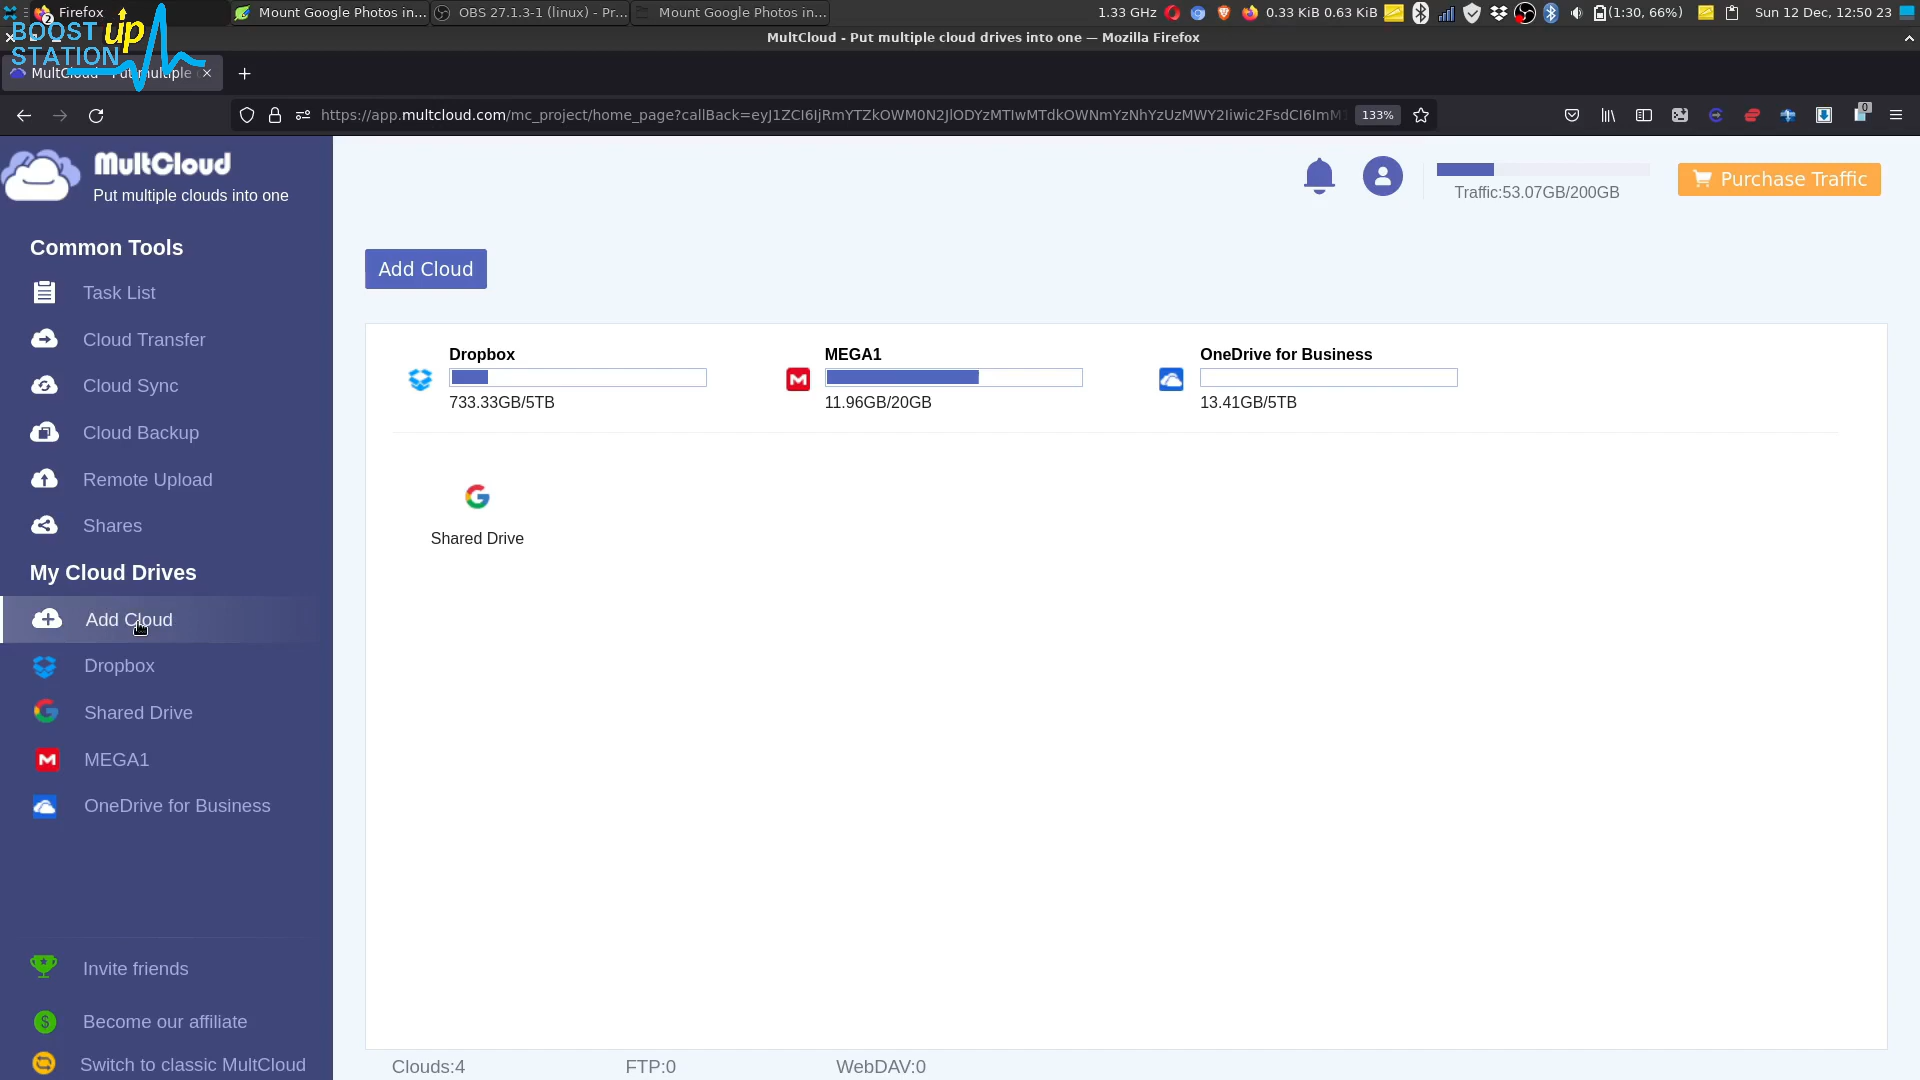 Firefox
2
Mount Google Photos in...
OBS 27.1.3-1 (linux) - Pr...
Mount Google Photos in...
1.33 GHz
0.33 KiB 0.63 KiB
(1:30, 66%)
Sun 12 Dec, 12:50 23
BOOST up
STATION
MultCloud - Put multiple cloud drives into one — Mozilla Firefox
MultCloud - Put multiple
https://app.multcloud.com/mc_project/home_page?callBack=eyJ1ZCI6IjRmYTZkOWM0N2JlODYzMTIwMTdkOWNmYzNhYzUzMWY2Iiwic2FsdCI6ImM1
133%
0
MultCloud
Put multiple clouds into one
Traffic:53.07GB/200GB
Purchase Traffic
Common Tools
Task List
Cloud Transfer
Cloud Sync
Cloud Backup
Remote Upload
Shares
My Cloud Drives
Add Cloud
Dropbox
Shared Drive
MEGA1
OneDrive for Business
Invite friends
Become our affiliate
Switch to classic MultCloud
Add Cloud
Dropbox
733.33GB/5TB
MEGA1
11.96GB/20GB
OneDrive for Business
13.41GB/5TB
Shared Drive
Clouds:4
FTP:0
WebDAV:0